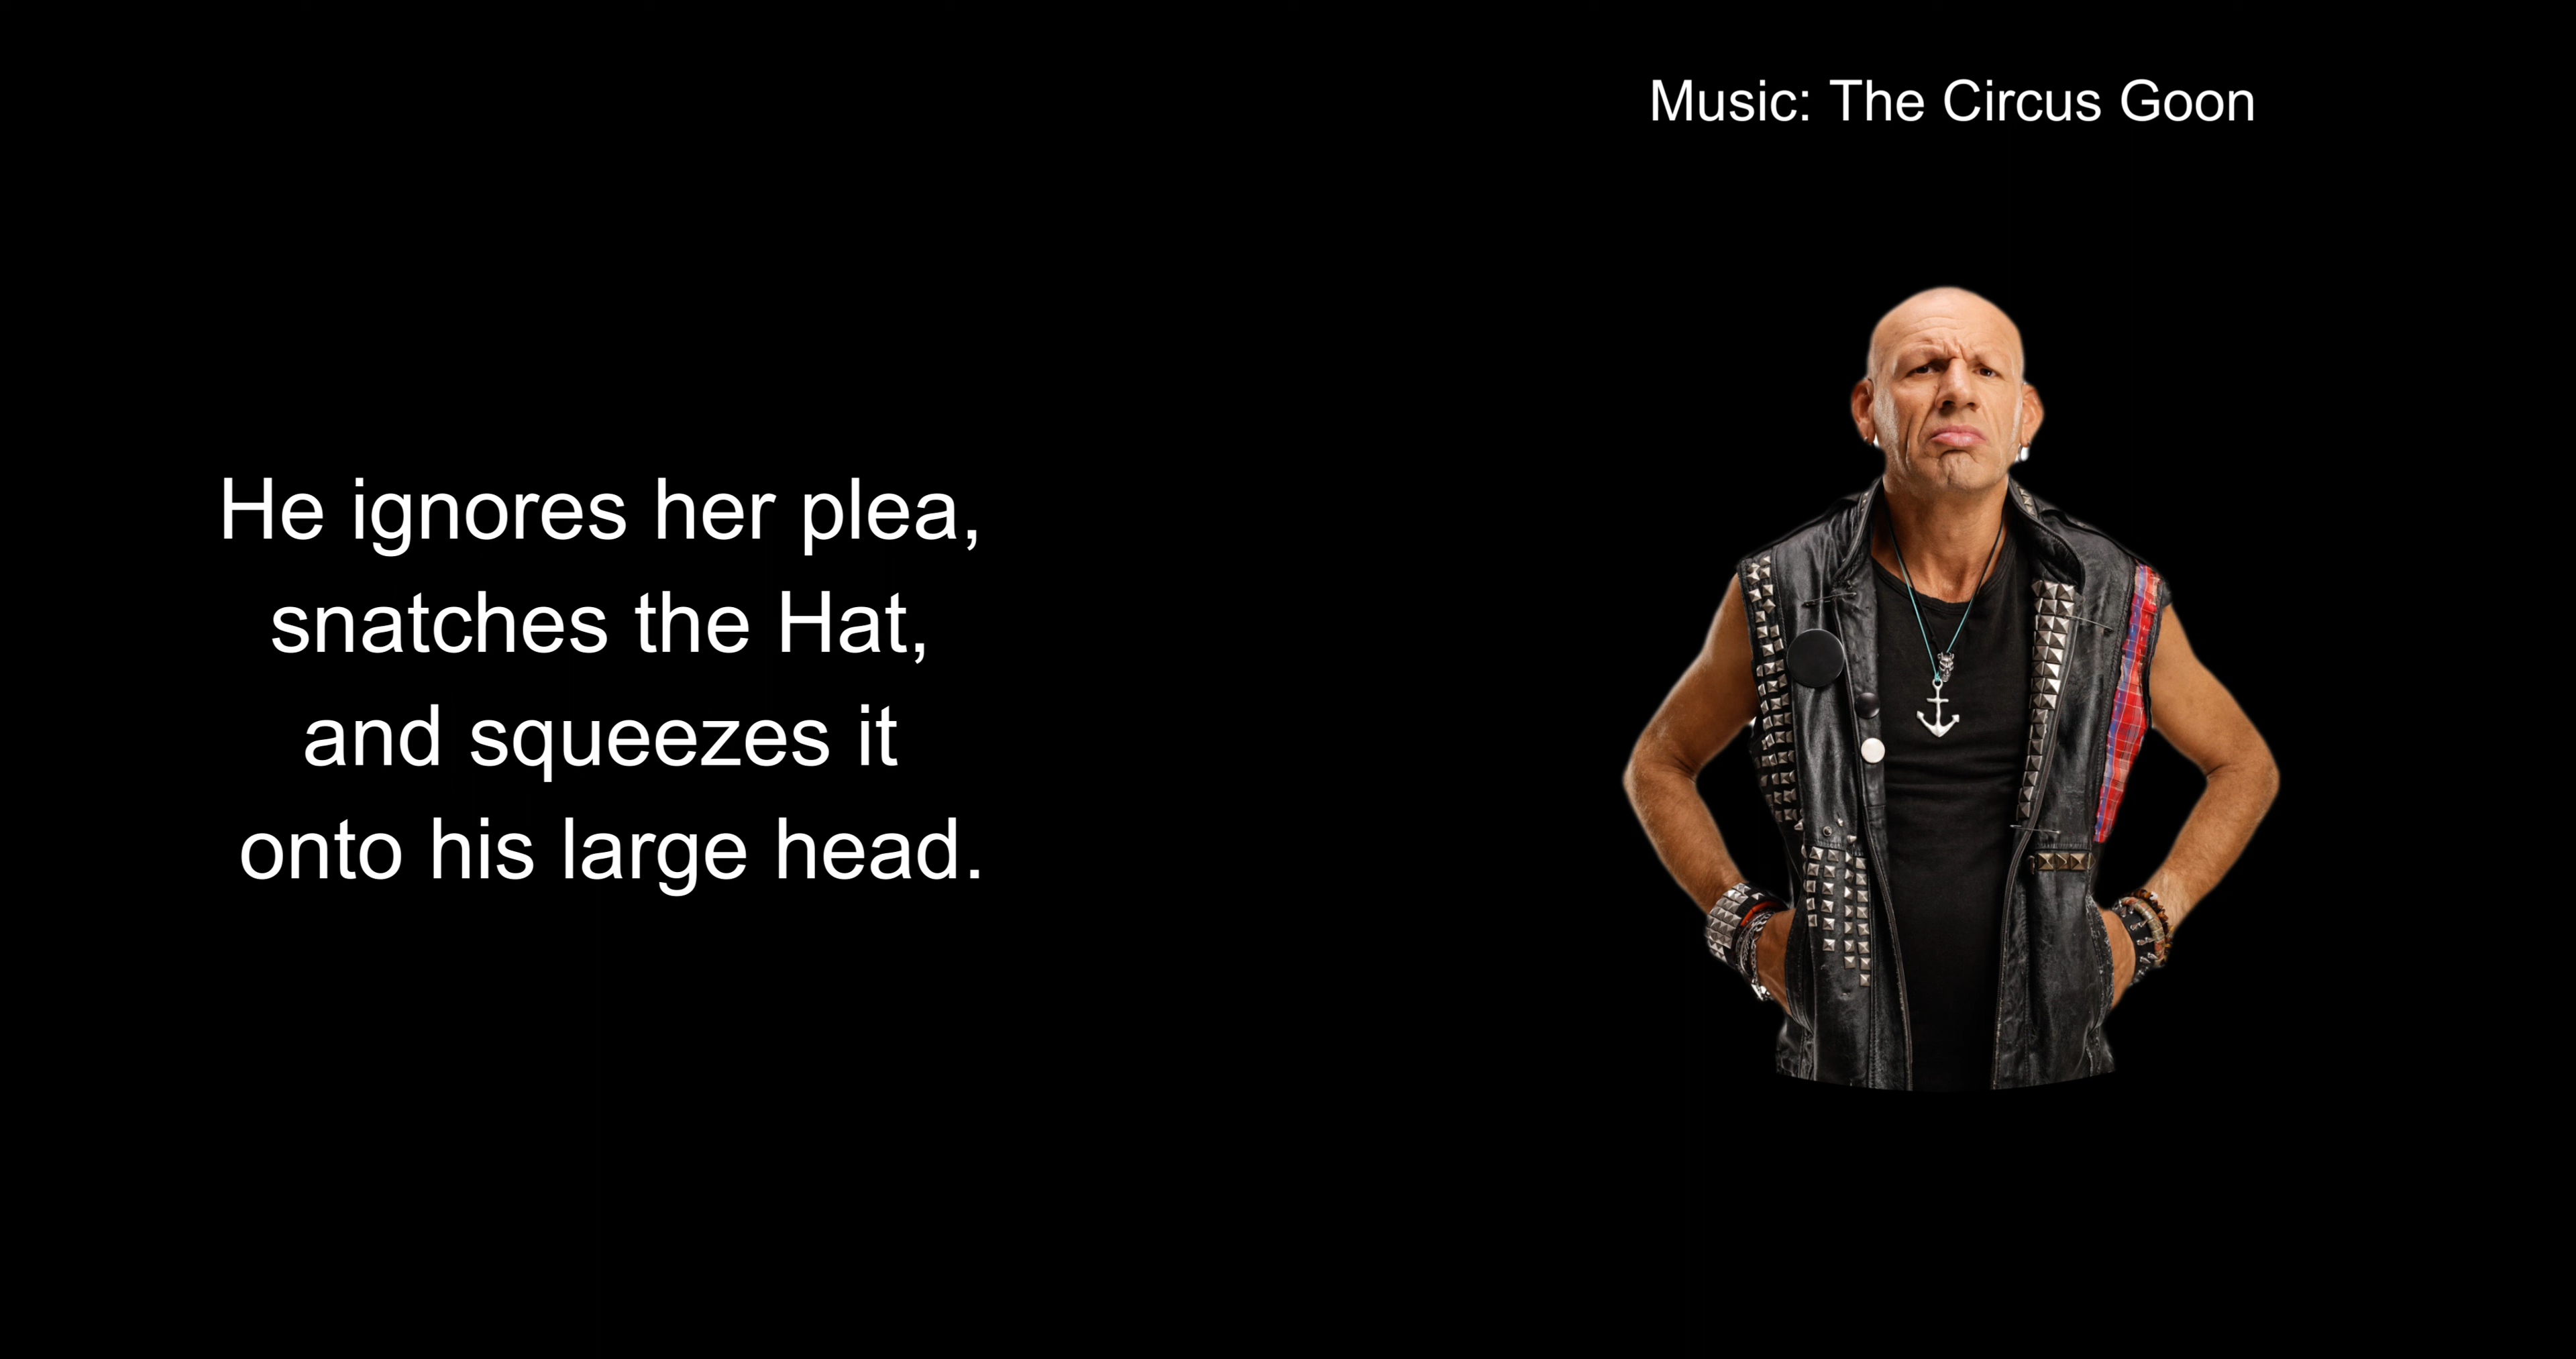 Music: The Circus Goon
He ignores her plea,
snatches the Hat,
and squeezes it
onto his large head.